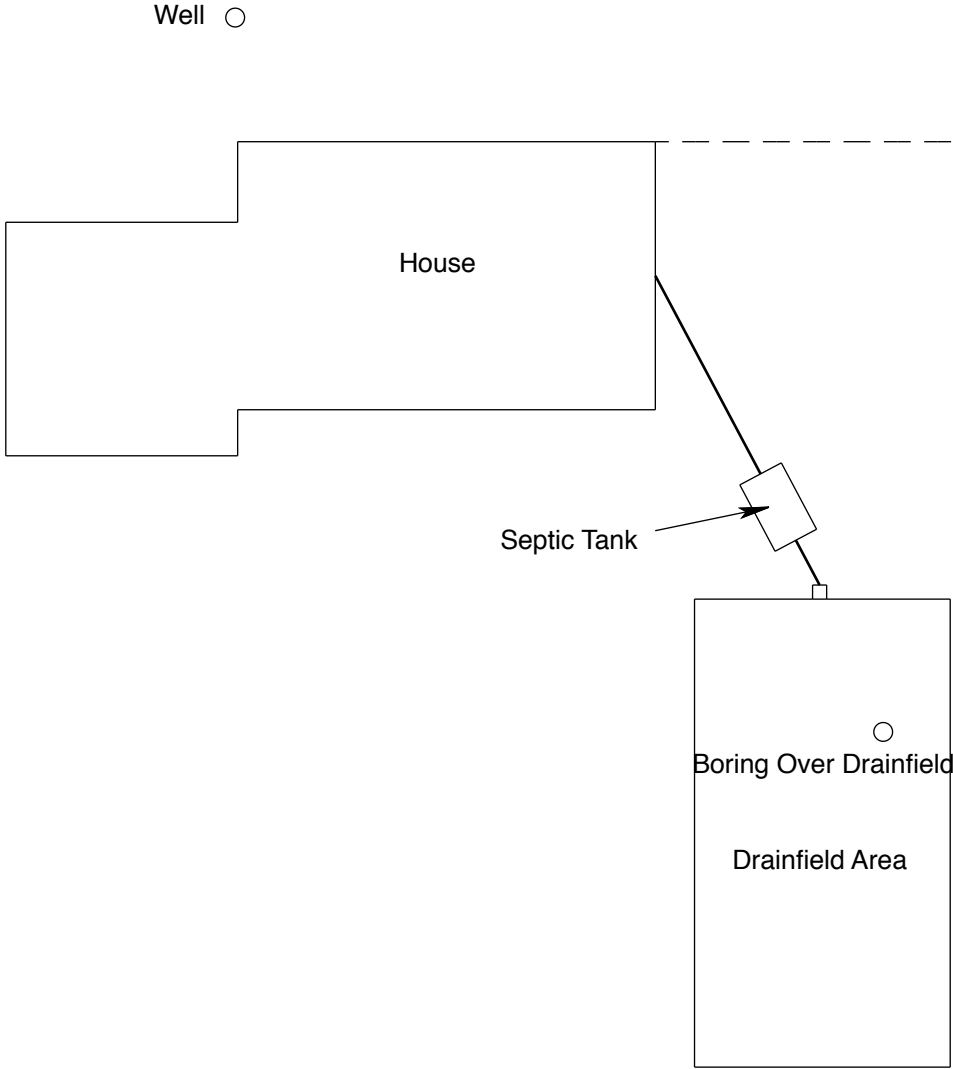 Well
House
Septic Tank
Boring Over Drainfield
Drainfield Area